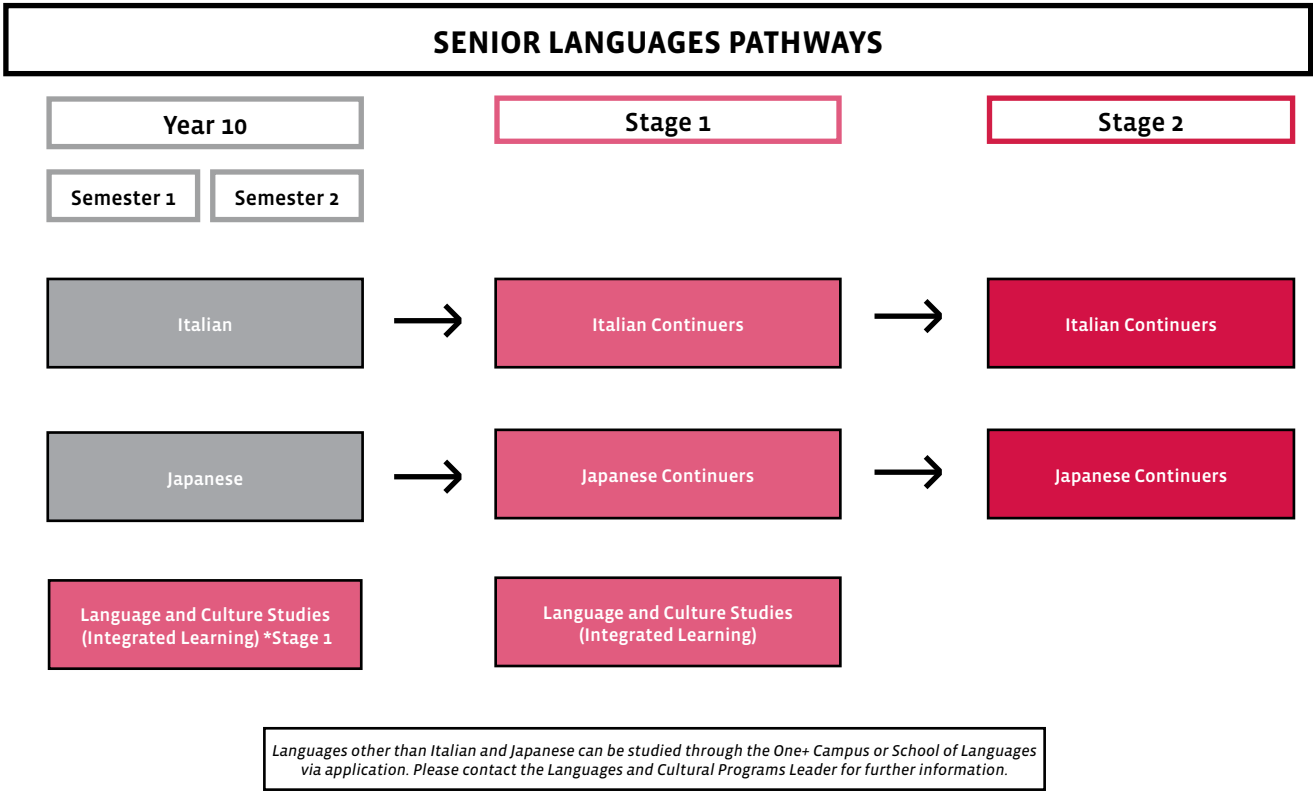 SENIOR LANGUAGES PATHWAYS
Year 10
Stage 1
Stage 2
Semester 1
Semester 2
Italian
Italian Continuers
Italian Continuers
Japanese
Japanese Continuers
Japanese Continuers
Language and Culture Studies
(Integrated Learning) *Stage 1
Language and Culture Studies
(Integrated Learning)
Languages other than Italian and Japanese can be studied through the One+ Campus or School of Languages
via application. Please contact the Languages and Cultural Programs Leader for further information.